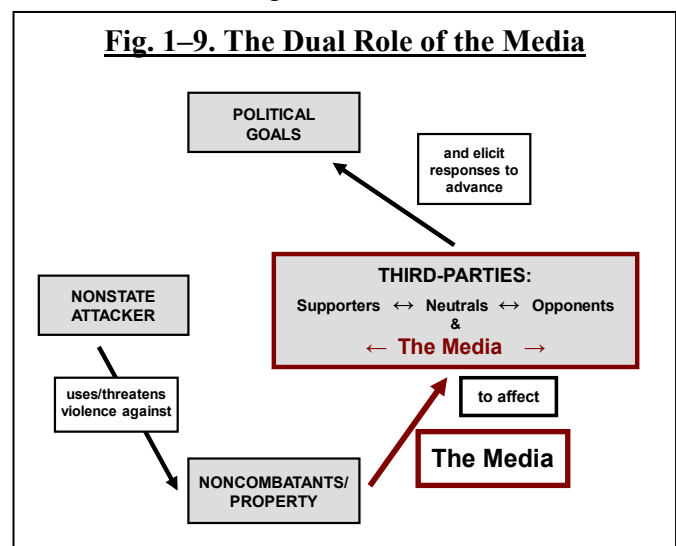 Fig. 1–9. The Dual Role of the Media
POLITICAL
GOALS
and elicit
responses to
advance
THIRD-PARTIES:
Supporters ↔ Neutrals ↔ Opponents
&
← The Media →
NONSTATE
ATTACKER
uses/threatens
violence against
to affect
The Media
NONCOMBATANTS/
PROPERTY